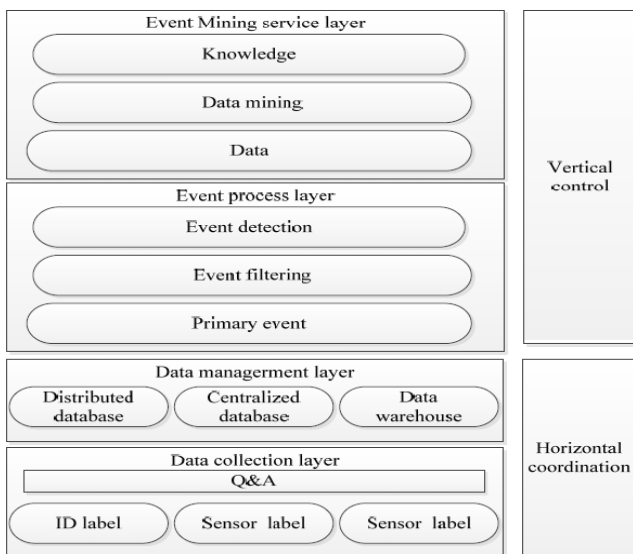 Event Mining service layer
Knowledge
Data mining
Data
Event process layer
Event detection
Event filtering
Primary event
Vertical
control
Data managerment layer
Distributed
database
Centralized
database
Data
warehouse
Data collection layer
Q&A
ID label
Sensor label
Sensor label
Horizontal
coordination